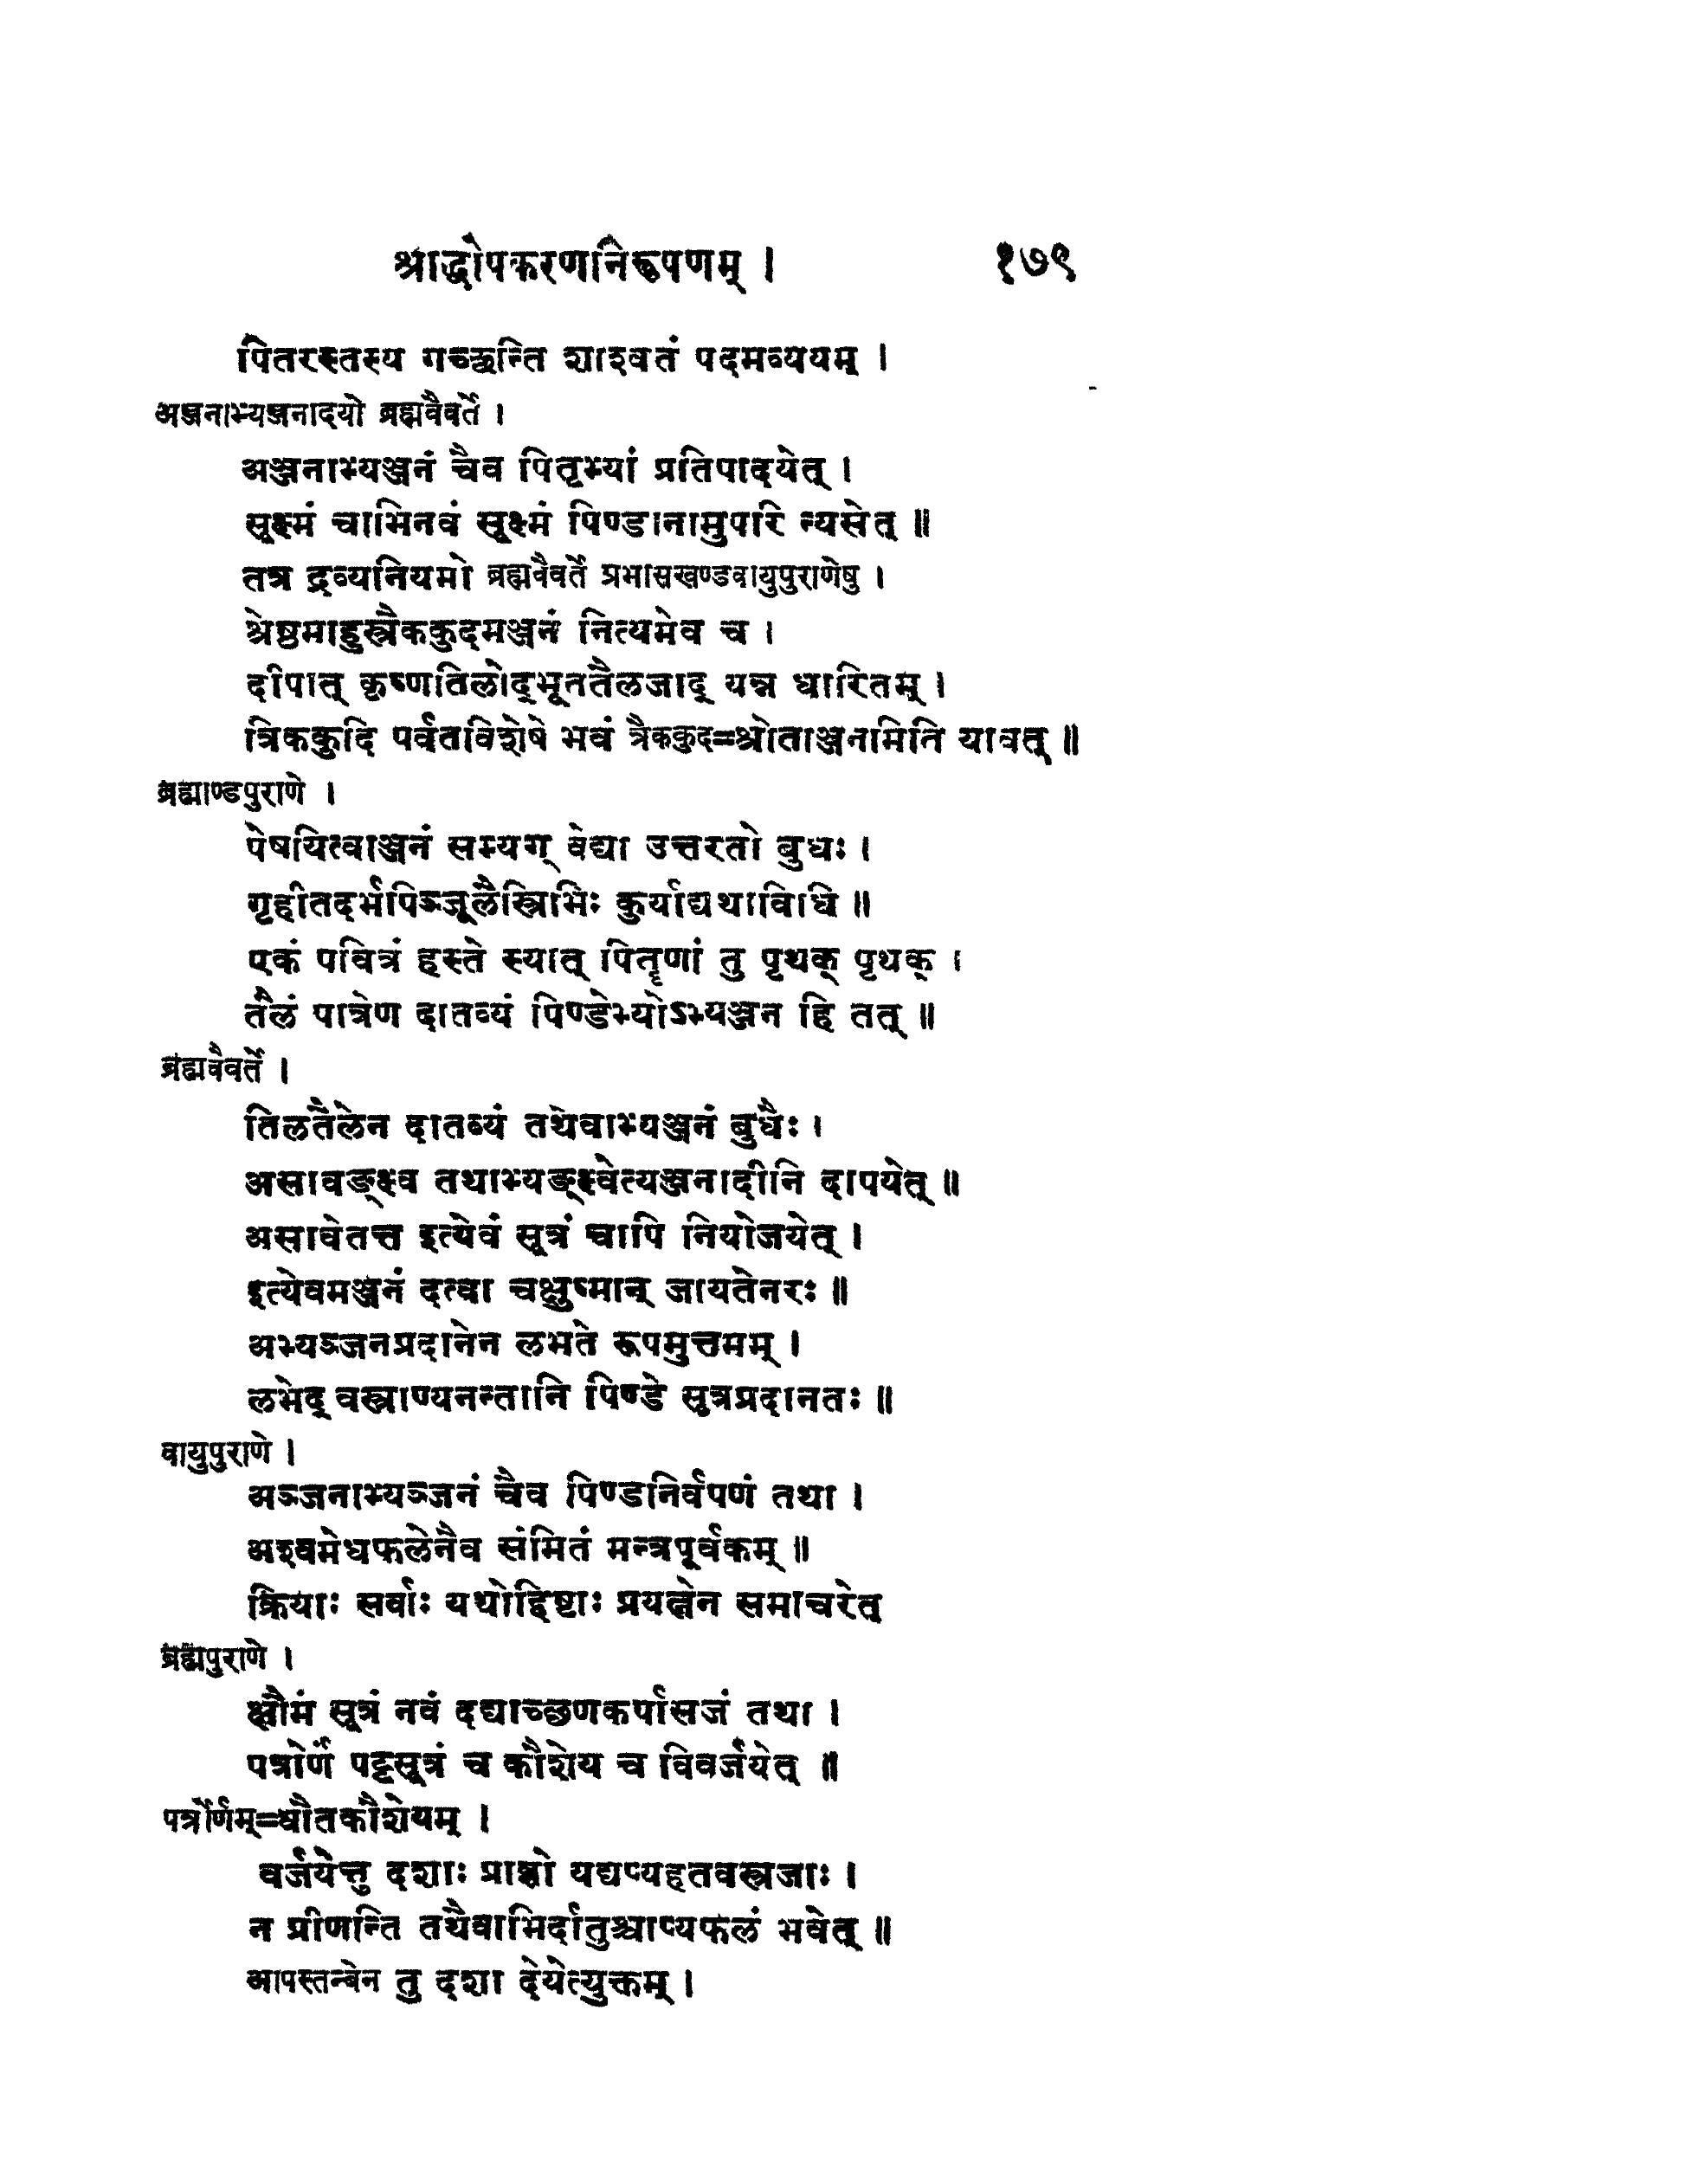 श्राद्धोपकरणनिरूपणम् । १७९
पितरस्तस्य गच्छन्ति शाश्वतं पदमव्ययम् ।
अञ्जनाभ्यञ्जनादयो ब्रह्मवैवर्ते ।
अञ्जनाभ्यञ्जनं चैव पितृभ्यां प्रतिपादयेत् ।
सूक्ष्मं चाभिनवं सूक्ष्मं पिण्डानामुपरि न्यसेत् ॥
तत्र द्रव्यनियमो ब्रह्मवैवर्ते प्रभासखण्डवायुपुराणेषु ।
श्रेष्ठमाहुस्त्रैककुदमञ्जनं नित्यमेव च ।
दीपात् कृष्णतिलोद्भूततैलजाद् यन्न धारितम् ।
त्रिककुदि पर्वतविशेषे भवं त्रैककुद=श्रोताञ्जनमिति यावत् ॥
ब्रह्माण्डपुराणे ।
पेषयित्वाञ्जनं सम्यग् वेद्या उत्तरतो बुधः ।
गृहीतदर्भपिञ्जूलैस्त्रिभिः कुर्याद्यथाविधि ॥
एकं पवित्रं हस्ते स्यात् पितॄणां तु पृथक् पृथक् ।
तैलं पात्रेण दातव्यं पिण्डेभ्योऽभ्यञ्जन हि तत् ॥
ब्रह्मवैवर्ते ।
तिलतैलेन दातव्यं तथेवाभ्यञ्जनं बुधैः ।
असावङ्क्ष्व तथाभ्यङ्क्ष्वेत्यञ्जनादीनि दापयेत् ॥
असावेतत्त इत्येवं सूत्रं चापि नियोजयेत् ।
इत्येवमञ्जनं दत्वा चक्षुष्मान् जायतेनरः ॥
अभ्यञ्जनप्रदानेन लभते रूपमुत्तमम् ।
लभेद् वस्त्राण्यनन्तानि पिण्डे सुत्रप्रदानतः ॥
वायुपुराणे ।
अञ्जनाभ्यञ्जनं चैव पिण्डनिर्वपणं तथा ।
अश्वमेधफलेनैव संमितं मन्त्रपूर्वकम् ॥
क्रियाः सर्वाः यथोद्दिष्टाः प्रयत्नेन समाचरेत्
ब्रह्मपुराणे ।
क्षौमं सूत्रं नवं दद्याच्छणकर्पासजं तथा ।
पत्रोर्णं पट्टसूत्रं च कौशेय च विवर्जयेत् ॥
पत्रौर्णम्=धौतकौशेयम् ।
वर्जयेत्तु दशाः प्राज्ञो यद्यप्यहतवस्त्रजाः ।
न प्रीणन्ति तथैवाभिर्दातुश्चाप्यफलं भवेत् ॥
आपस्तन्बेन तु दशा देयेत्युक्तम् ।